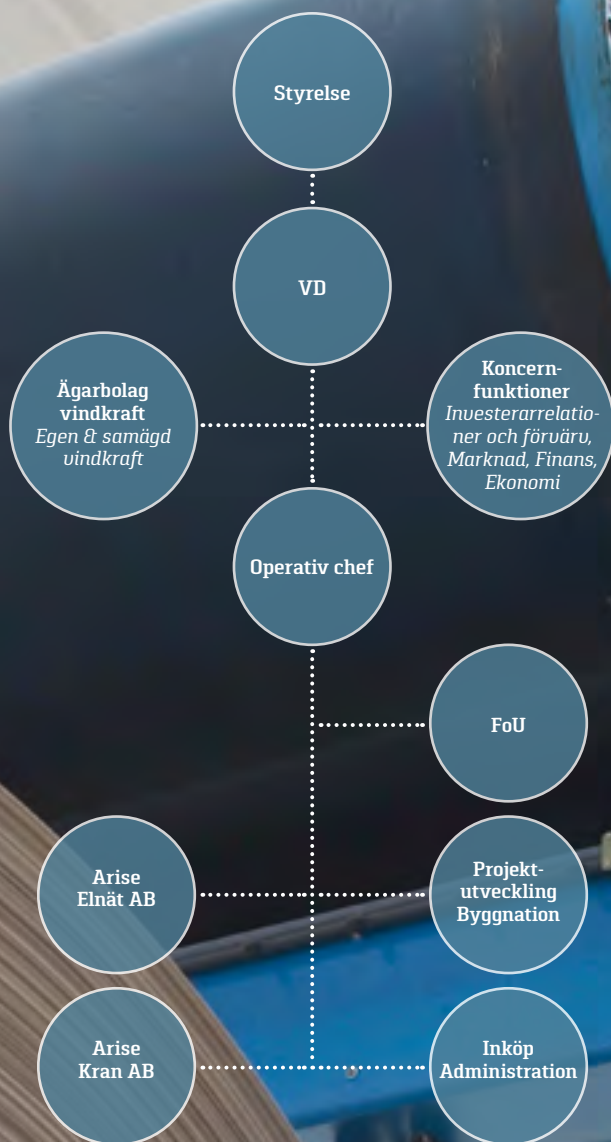 Styrelse
VD
Ägarbolag
vindkraft
Egen & samägd
vindkraft
Koncern-
funktioner
Investerarrelatio-
ner och förvärv,
Marknad, Finans,
Ekonomi
Operativ chef
FoU
Arise
Elnät AB
Projekt-
utveckling
Byggnation
Arise
Kran AB
Inköp
Administration